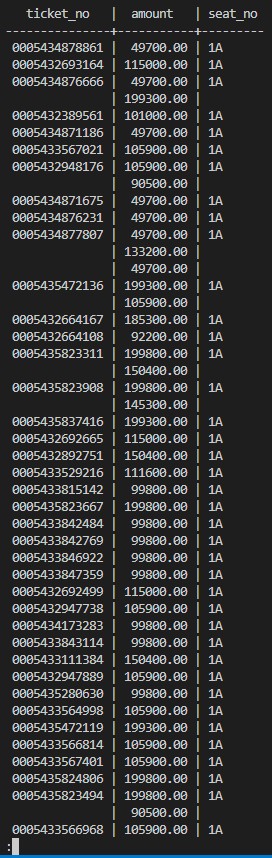 ticket_no | amount | seat_no
---------------+-----------+---------
0005434878861 | 49700.00 | 1A
0005432693164 | 115000.00 | 1A
0005434876666 | 49700.00 | 1A
| 199300.00 |
0005432389561 | 101000.00 | 1A
0005434871186 | 49700.00 | 1A
0005433567021 | 105900.00 | 1A
0005432948176 | 105900.00 | 1A
| 90500.00 |
0005434871675 | 49700.00 | 1A
0005434876231 | 49700.00 | 1A
0005434877807 | 49700.00 | 1A
| 133200.00 |
| 49700.00 |
0005435472136 | 199300.00 | 1A
| 105900.00 |
0005432664167 | 185300.00 | 1A
0005432664108 | 92200.00 | 1A
0005435823311 | 199800.00 | 1A
| 150400.00 |
0005435823908 | 199800.00 | 1A
| 145300.00 |
0005435837416 | 199300.00 | 1A
0005432692665 | 115000.00 | 1A
0005432892751 | 150400.00 | 1A
0005433529216 | 111600.00 | 1A
0005433815142 | 99800.00 | 1A
0005435823667 | 199800.00 | 1A
0005433842484 | 99800.00 | 1A
0005433842769 | 99800.00 | 1A
0005433846922 | 99800.00 | 1A
0005433847359 | 99800.00 | 1A
0005432692499 | 115000.00 | 1A
0005432947738 | 105900.00 | 1A
0005434173283 | 99800.00 | 1A
0005433843114 | 99800.00 | 1A
0005433111384 | 150400.00 | 1A
0005432947889 | 105900.00 | 1A
0005435280630 | 99800.00 | 1A
0005433564998 | 105900.00 | 1A
0005435472119 | 199300.00 | 1A
0005433566814 | 105900.00 | 1A
0005433567401 | 105900.00 | 1A
0005435824806 | 199800.00 | 1A
0005435823494 | 199800.00 | 1A
| 90500.00 |
0005433566968 | 105900.00 | 1A
: